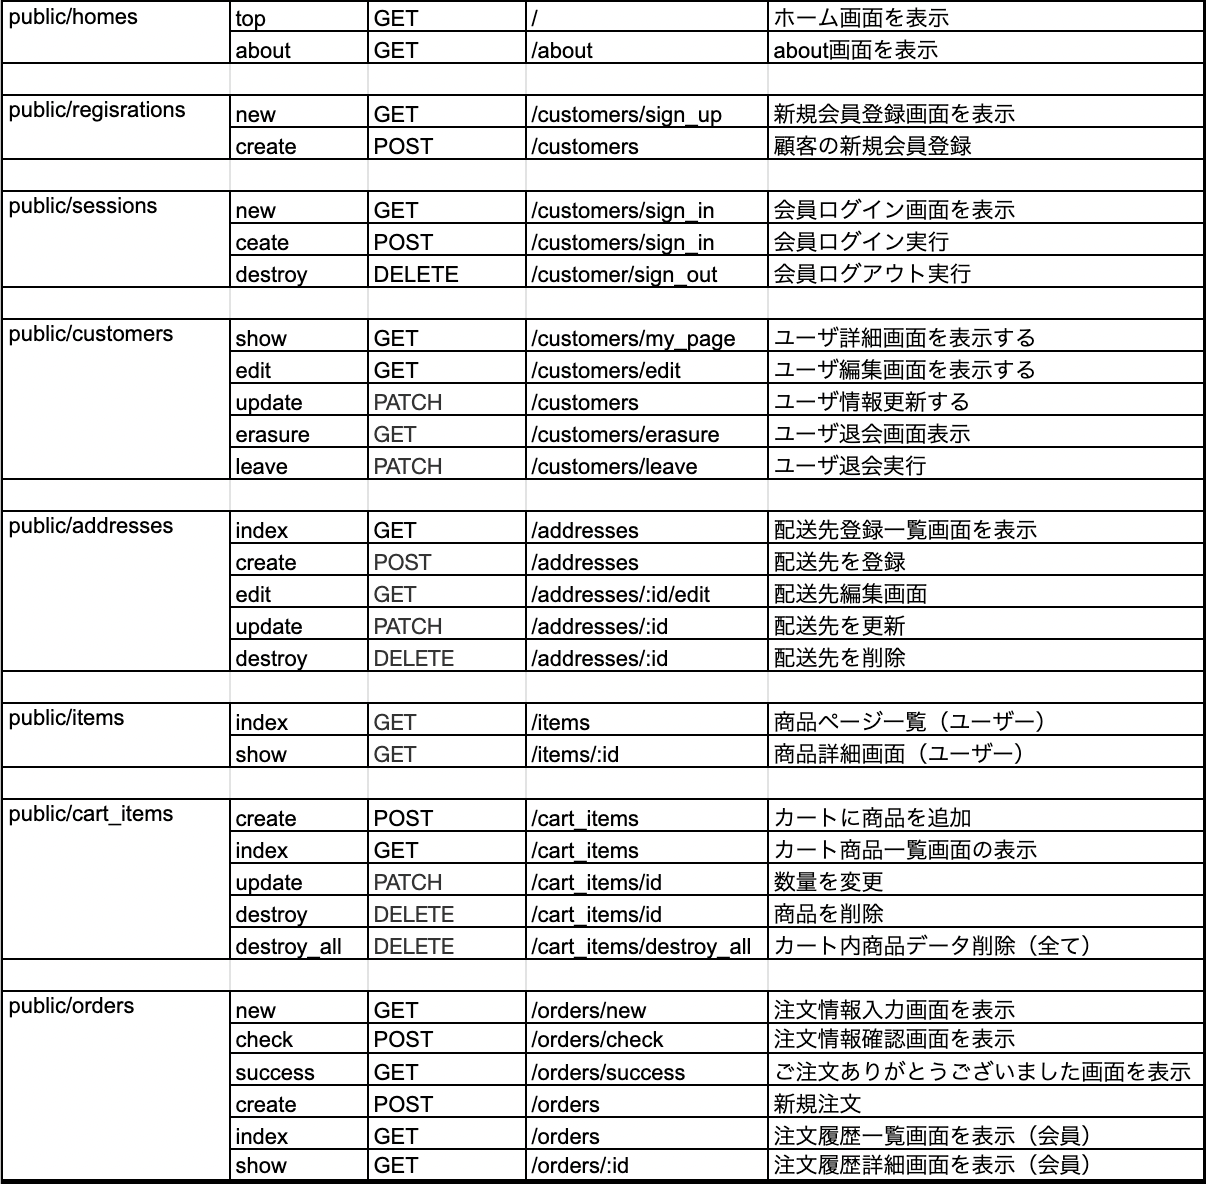 public/homes top GET / ホーム画面を表示
about GET /about about画面を表示
public/regisrations new GET /customers/sign_up 新規会員登録画面を表示
create POST /customers 顧客の新規会員登録
public/sessions new GET /customers/sign_in 会員ログイン画面を表示
ceate POST /customers/sign_in 会員ログイン実行
destroy DELETE /customer/sign_out 会員ログアウト実行
public/customers show GET /customers/my_page ユーザ詳細画面を表示する
edit GET /customers/edit ユーザ編集画面を表示する
update PATCH /customers ユーザ情報更新する
erasure GET /customers/erasure ユーザ退会画面表示
leave PATCH /customers/leave ユーザ退会実行
public/addresses index GET /addresses 配送先登録一覧画面を表示
create POST /addresses 配送先を登録
edit GET /addresses/:id/edit 配送先編集画面
update PATCH /addresses/:id 配送先を更新
destroy DELETE /addresses/:id 配送先を削除
public/items index GET /items 商品ページ一覧（ユーザー）
show GET /items/:id 商品詳細画面（ユーザー）
public/cart_items create POST /cart_items カートに商品を追加
index GET /cart_items カート商品一覧画面の表示
update PATCH /cart_items/id 数量を変更
destroy DELETE /cart_items/id 商品を削除
destroy_all DELETE /cart_items/destroy_all カート内商品データ削除（全て）
public/orders new GET /orders/new 注文情報入力画面を表示
check POST /orders/check 注文情報確認画面を表示
success GET /orders/success ご注文ありがとうございました画面を表示
create POST /orders 新規注文
index GET /orders 注文履歴一覧画面を表示（会員）
show GET /orders/:id 注文履歴詳細画面を表示（会員）